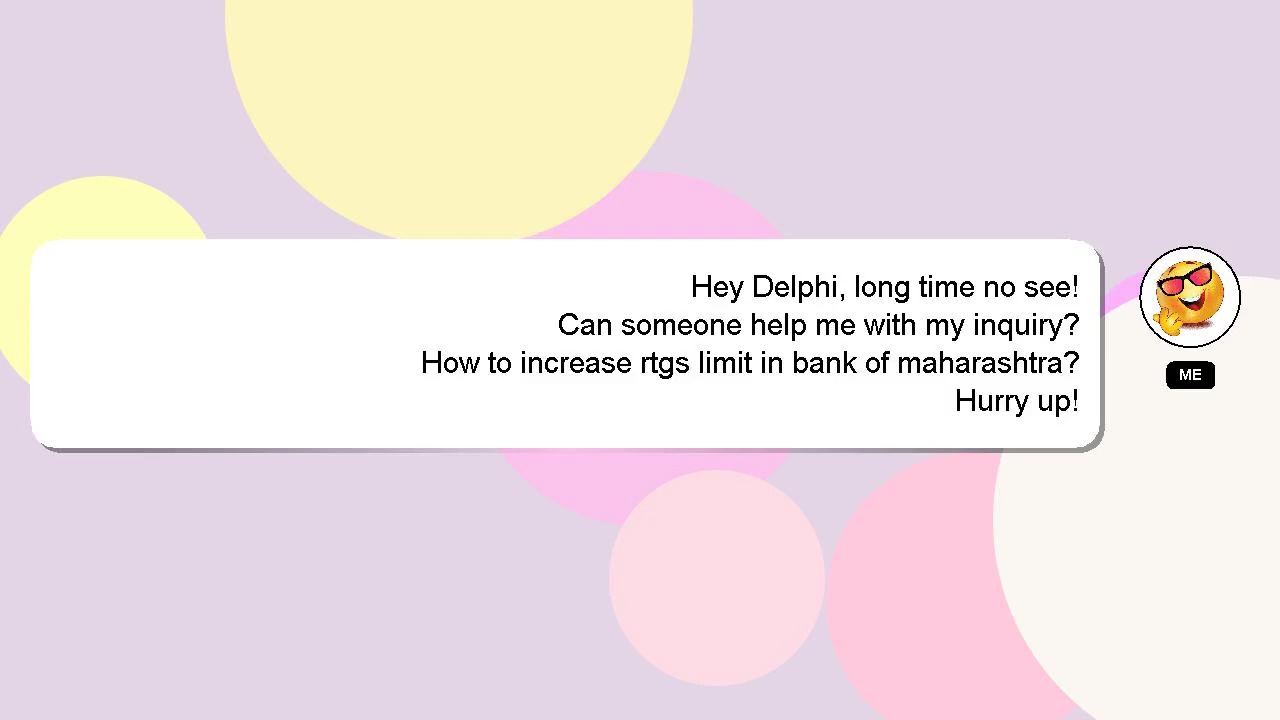 Hey Delphi, long time no see!
Can someone help me with my inquiry?
How to increase rtgs limit in bank of maharashtra?
Hurry up!
ME